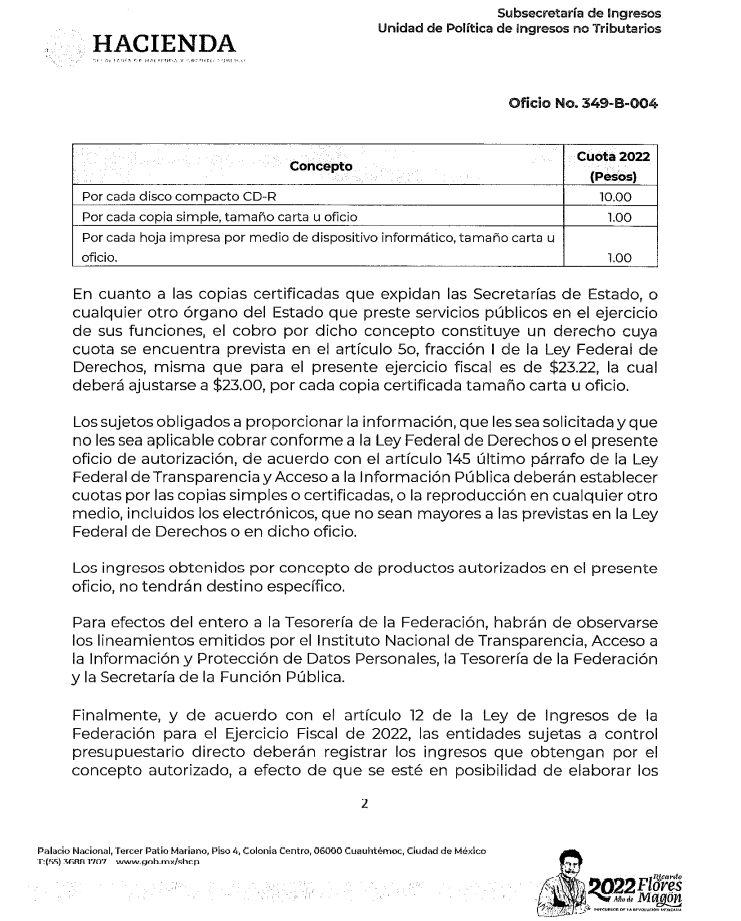 Subsecretaría de Ingresos
Unidad de Política de Ingresos no Tributarios
HACIENDA
SECRETARÍA DE HACIENDA Y CRÉDITO PÚBLICO
Oficio No. 349-B-004
Concepto
Cuota 2022
(Pesos)
Por cada disco compacto CD-R 10.00
Por cada copia simple, tamaño carta u oficio 1.00
Por cada hoja impresa por medio de dispositivo informático, tamaño carta u
oficio. 1.00
En cuanto a las copias certificadas que expidan las Secretarías de Estado, o
cualquier otro órgano del Estado que preste servicios públicos en el ejercicio
de sus funciones, el cobro por dicho concepto constituye un derecho cuya
cuota se encuentra prevista en el artículo 5o, fracción I de la Ley Federal de
Derechos, misma que para el presente ejercicio fiscal es de $23.22, la cual
deberá ajustarse a $23.00, por cada copia certificada tamaño carta u oficio.
Los sujetos obligados a proporcionar la información, que les sea solicitada y que
no les sea aplicable cobrar conforme a la Ley Federal de Derechos o el presente
oficio de autorización, de acuerdo con el artículo 145 último párrafo de la Ley
Federal de Transparencia y Acceso a la Información Pública deberán establecer
cuotas por las copias simples o certificadas, o la reproducción en cualquier otro
medio, incluidos los electrónicos, que no sean mayores a las previstas en la Ley
Federal de Derechos o en dicho oficio.
Los ingresos obtenidos por concepto de productos autorizados en el presente
oficio, no tendrán destino específico.
Para efectos del entero a la Tesorería de la Federación, habrán de observarse
los lineamientos emitidos por el Instituto Nacional de Transparencia, Acceso a
la Información y Protección de Datos Personales, la Tesorería de la Federación
y la Secretaría de la Función Pública.
Finalmente, y de acuerdo con el artículo 12 de la Ley de Ingresos de la
Federación para el Ejercicio Fiscal de 2022, las entidades sujetas a control
presupuestario directo deberán registrar los ingresos que obtengan por el
concepto autorizado, a efecto de que se esté en posibilidad de elaborar los
2
Palacio Nacional, Tercer Patio Mariano, Piso 4, Colonia Centro, 06000 Cuauhtémoc, Ciudad de México
T:(55) 3688 1707 www.gob.mx/shcp
2022 Ricardo
Flores
Año de Magón
PRECURSOR DE LA REVOLUCIÓN MEXICANA